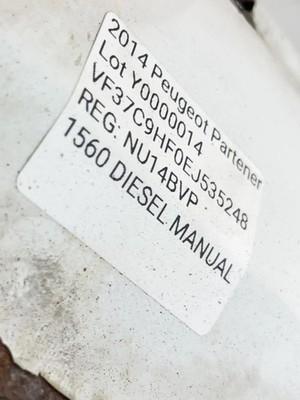 2014 Peugeot Partener
Lot Y0000014
VF37C9HF0EJ535248
REG: NU14BVP
1560 DIESEL MANUAL